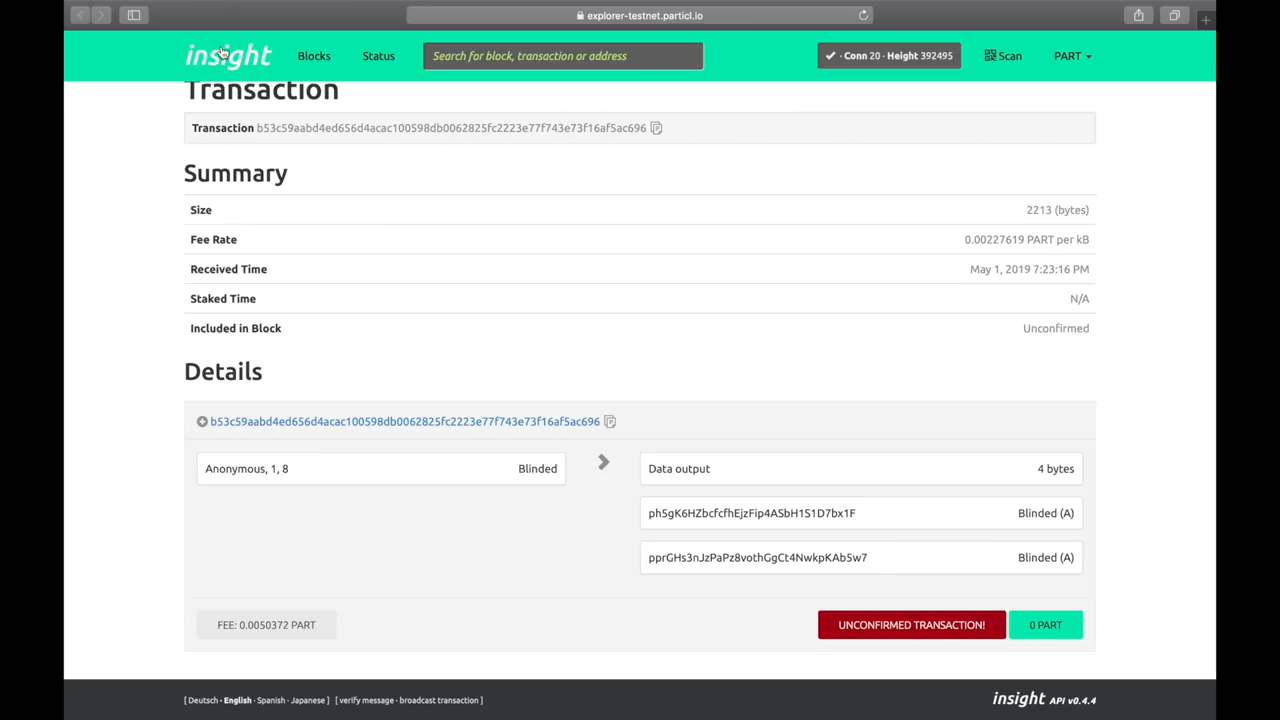 explorer-testnet.particl.io
insight Blocks Status Search for block, transaction or address · Conn 20 · Height 392495 Scan PART
Transaction
Transaction b53c59aabd4ed656d4acac100598db0062825fc2223e77f743e73f16af5ac696
Summary
Size 2213 (bytes)
Fee Rate 0.00227619 PART per kB
Received Time May 1, 2019 7:23:16 PM
Staked Time N/A
Included in Block Unconfirmed
Details
b53c59aabd4ed656d4acac100598db0062825fc2223e77f743e73f16af5ac696
Anonymous, 1, 8 Blinded
Data output 4 bytes
ph5gK6HZbcfcfhEjzFip4ASbH1S1D7bx1F Blinded (A)
pprGHs3nJzPaPz8vothGgCt4NwkpKAb5w7 Blinded (A)
FEE: 0.0050372 PART UNCONFIRMED TRANSACTION! 0 PART
[ Deutsch · English · Spanish · Japanese ] [ verify message · broadcast transaction ] insight API v0.4.4